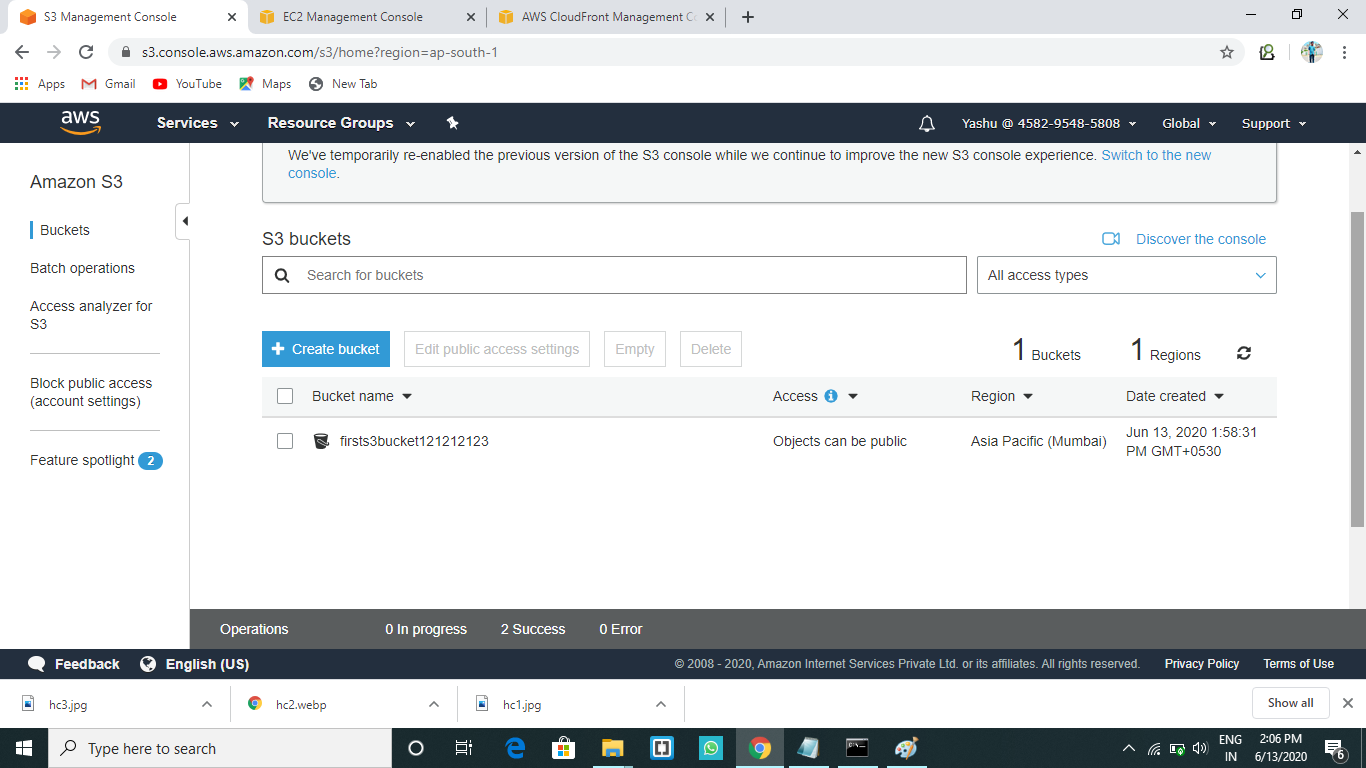 S3 Management Console
EC2 Management Console
AWS CloudFront Management C
s3.console.aws.amazon.com/s3/home?region=ap-south-1
Apps Gmail YouTube Maps New Tab
aws Services Resource Groups Yashu @ 4582-9548-5808 Global Support
Amazon S3
Buckets
Batch operations
Access analyzer for
S3
Block public access
(account settings)
Feature spotlight 2
We've temporarily re-enabled the previous version of the S3 console while we continue to improve the new S3 console experience. Switch to the new
console.
S3 buckets Discover the console
Search for buckets All access types
+ Create bucket Edit public access settings Empty Delete 1 Buckets 1 Regions
Bucket name Access Region Date created
firsts3bucket121212123 Objects can be public Asia Pacific (Mumbai) Jun 13, 2020 1:58:31
PM GMT+0530
Operations 0 In progress 2 Success 0 Error
Feedback English (US) © 2008 - 2020, Amazon Internet Services Private Ltd. or its affiliates. All rights reserved. Privacy Policy Terms of Use
hc3.jpg hc2.webp hc1.jpg Show all
Type here to search
ENG
IN
2:06 PM
6/13/2020
6